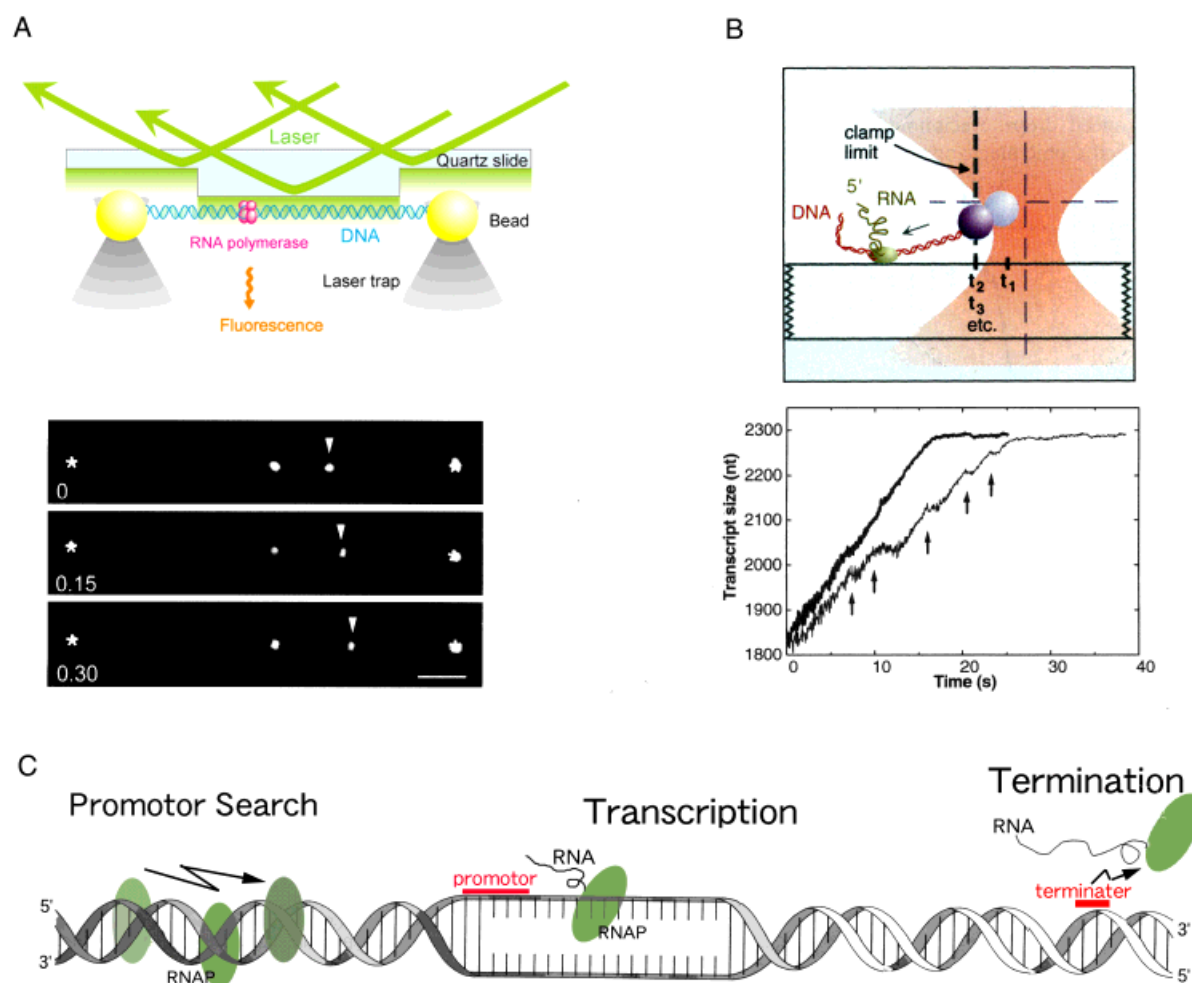 A
Laser
Quartz slide
Bead
RNA polymerase
DNA
Laser trap
Fluorescence
*
0
*
0.15
*
0.30
B
clamp
limit
5'
RNA
DNA
t2 t1
t3
etc.
Transcript size (nt)
2300
2200
2100
2000
1900
1800
0 10 20 30 40
Time (s)
C
Promotor Search
Transcription
Termination
RNA
RNA
promotor
terminater
5'
3'
RNAP
RNAP
3'
5'